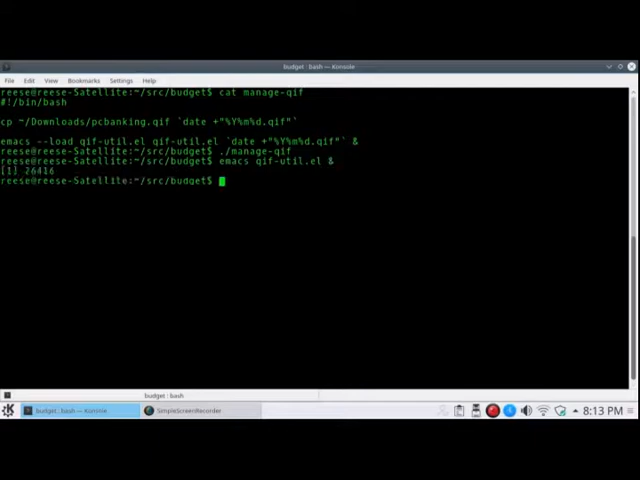 budget : bash — Konsole
File Edit View Bookmarks Settings Help
reese@reese-Satellite:~/src/budget$ cat manage-qif
#!/bin/bash
cp ~/Downloads/pcbanking.qif `date +"%Y%m%d.qif"`
emacs --load qif-util.el qif-util.el `date +"%Y%m%d.qif"` &
reese@reese-Satellite:~/src/budget$ ./manage-qif
reese@reese-Satellite:~/src/budget$ emacs qif-util.el &
[1] 26416
reese@reese-Satellite:~/src/budget$
budget : bash
budget : bash — Konsole
SimpleScreenRecorder
8:13 PM